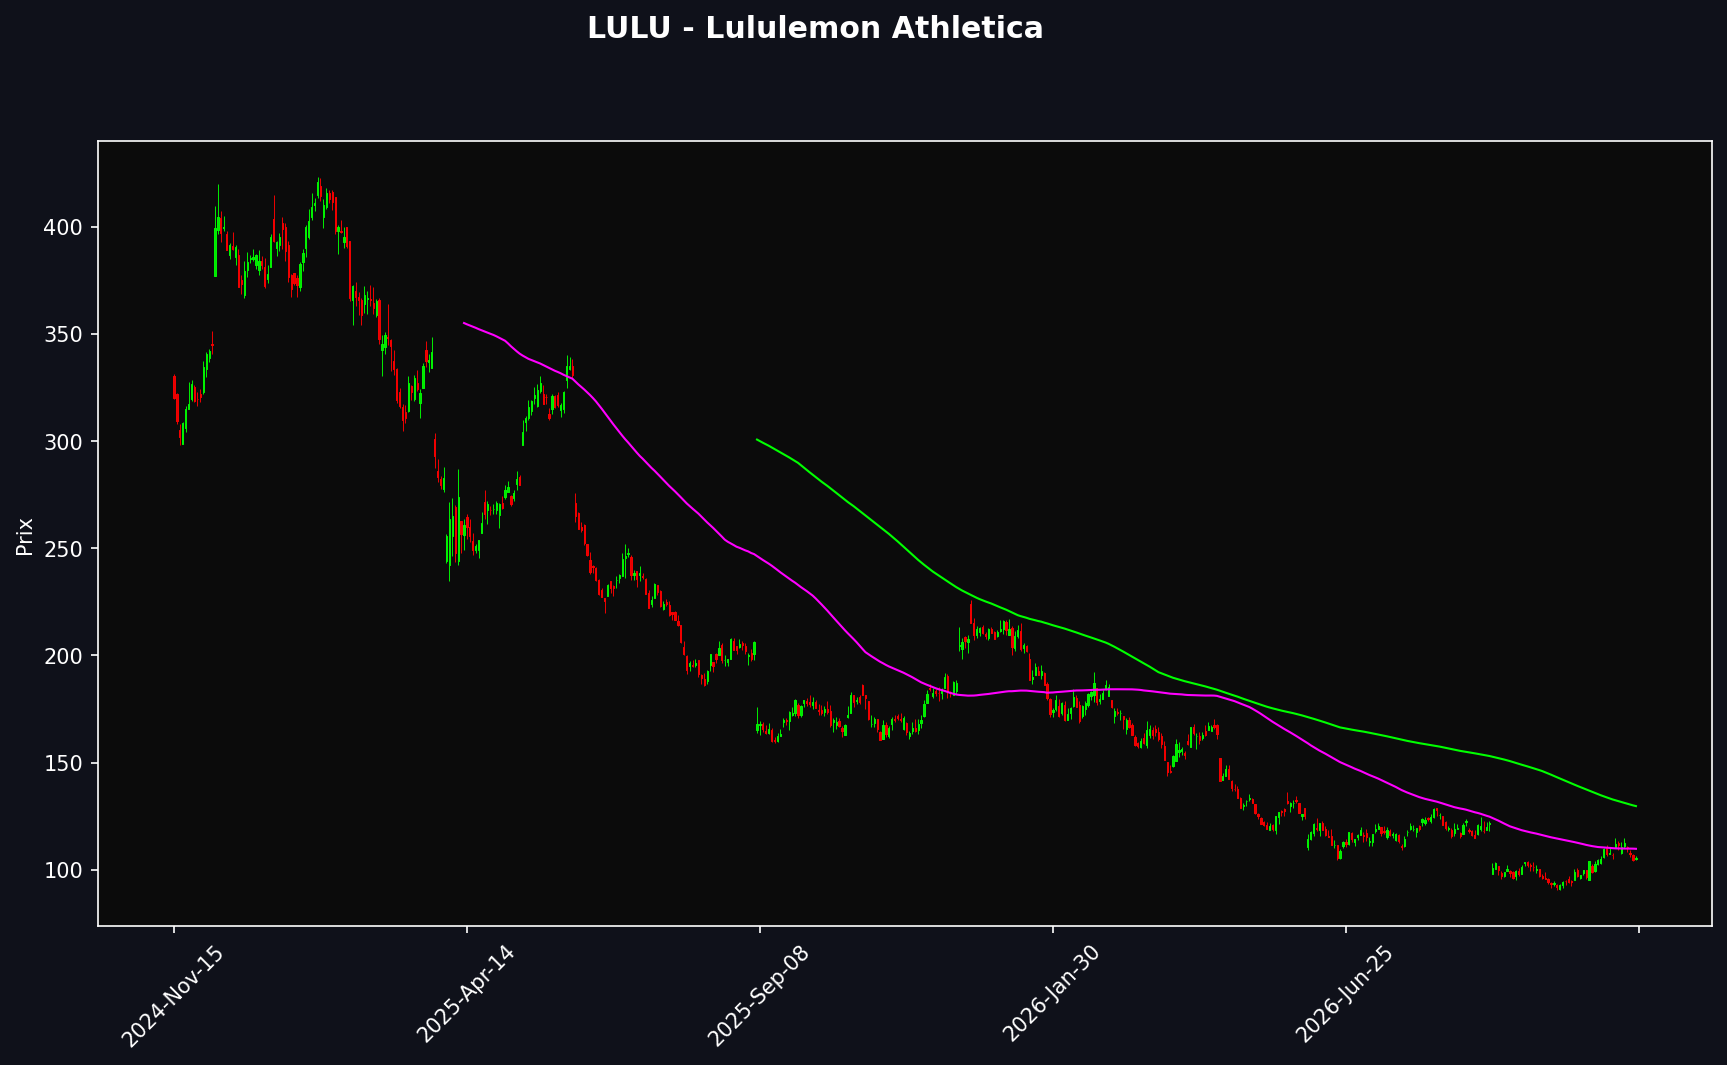 LULU - Lululemon Athletica
Prix
400
350
300
250
200
150
100
2024-Nov-15
2025-Apr-14
2025-Sep-08
2026-Jan-30
2026-Jun-25